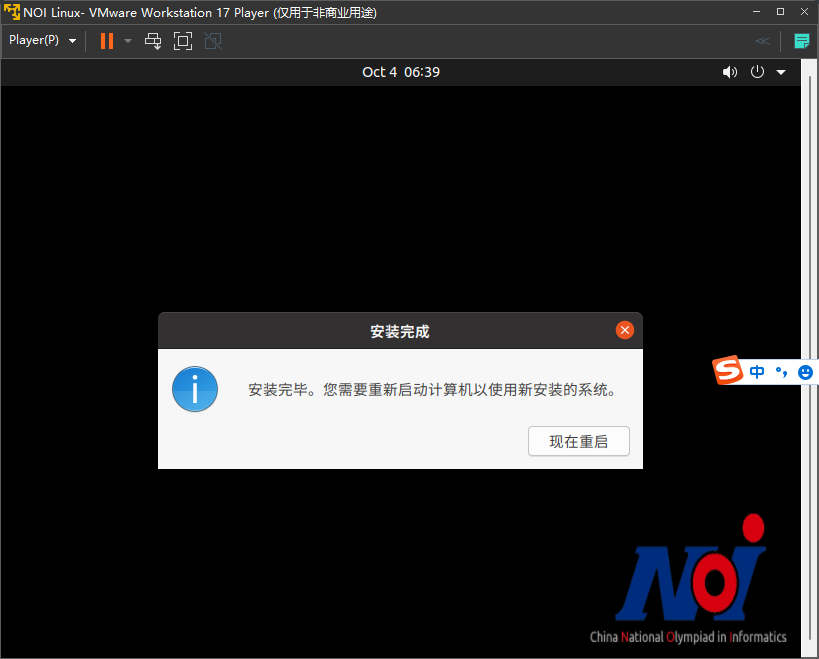 NOI Linux- VMware Workstation 17 Player (仅用于非商业用途)
Player(P)
Oct 4 06:39
安装完成
安装完毕。您需要重新启动计算机以使用新安装的系统。
现在重启
中
NOI
China National Olympiad in Informatics